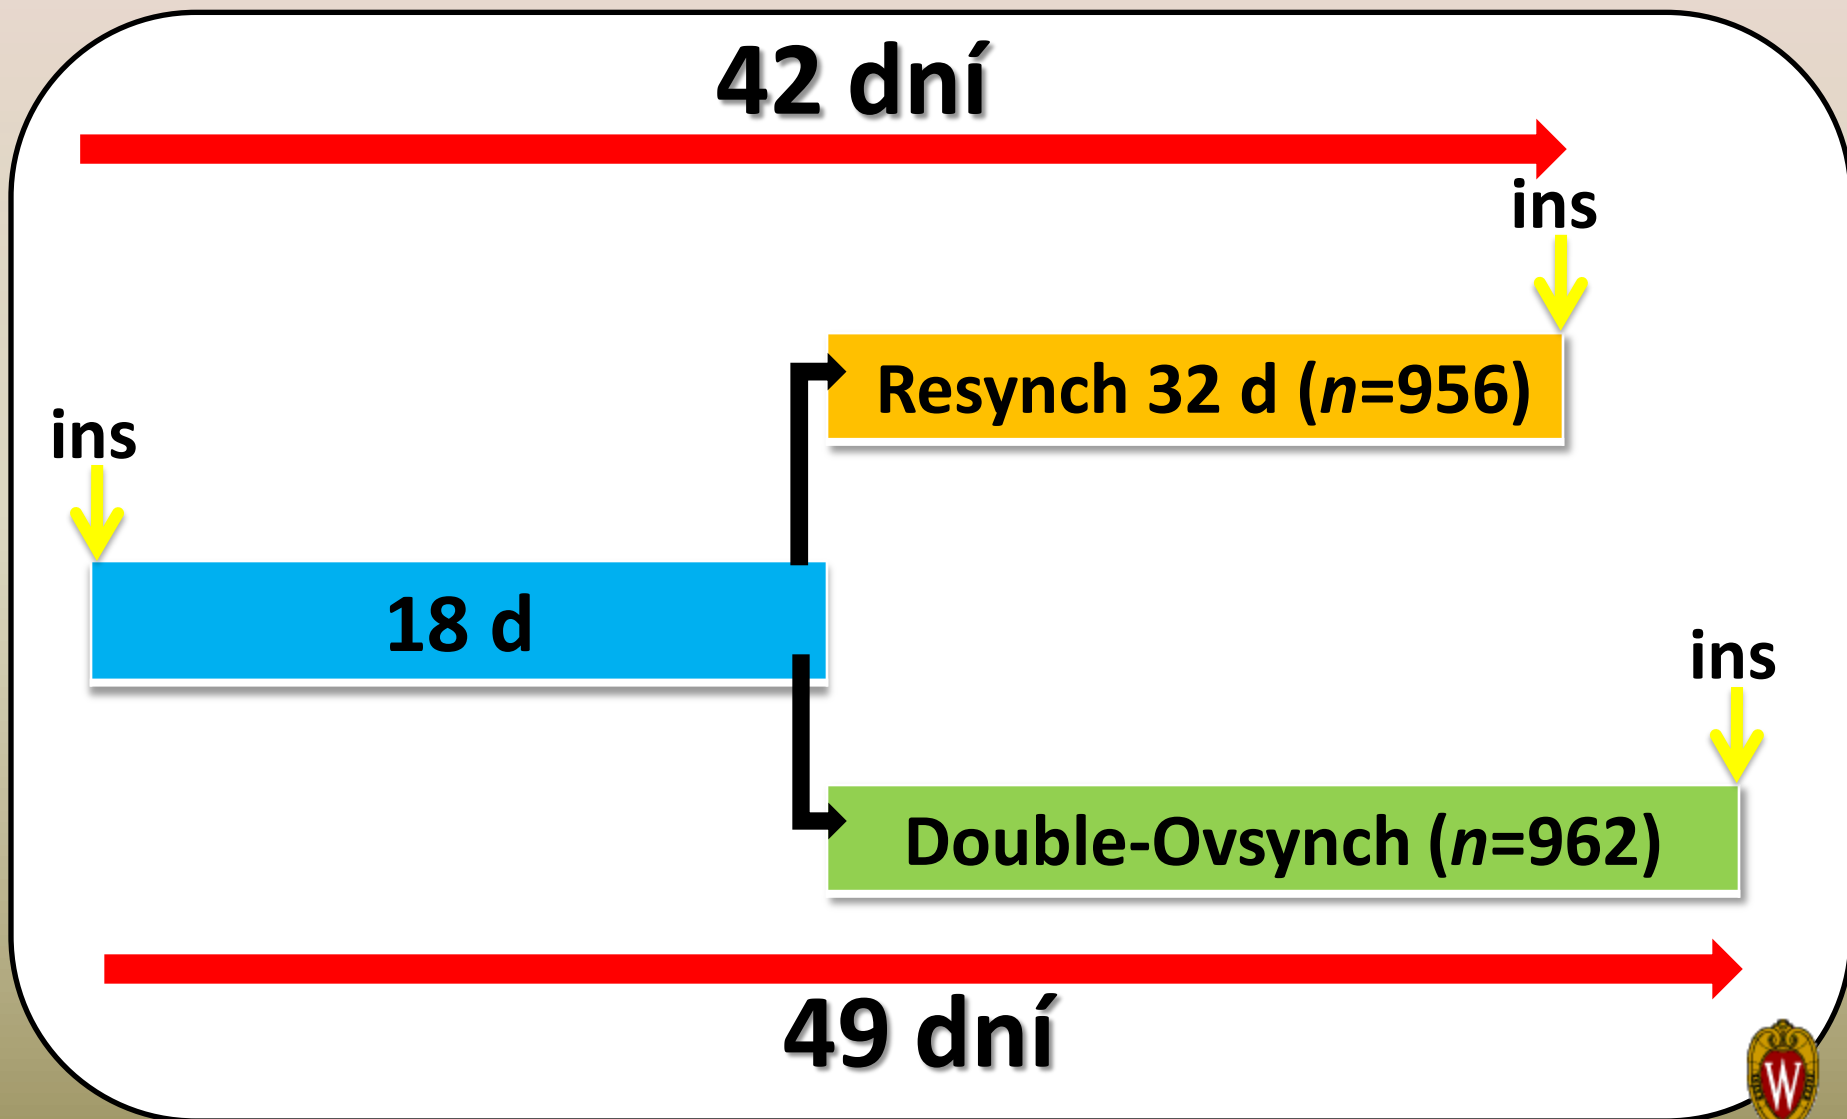 42 dní
ins
Resynch 32 d (n=956)
ins
18 d
ins
Double-Ovsynch (n=962)
49 dní
W